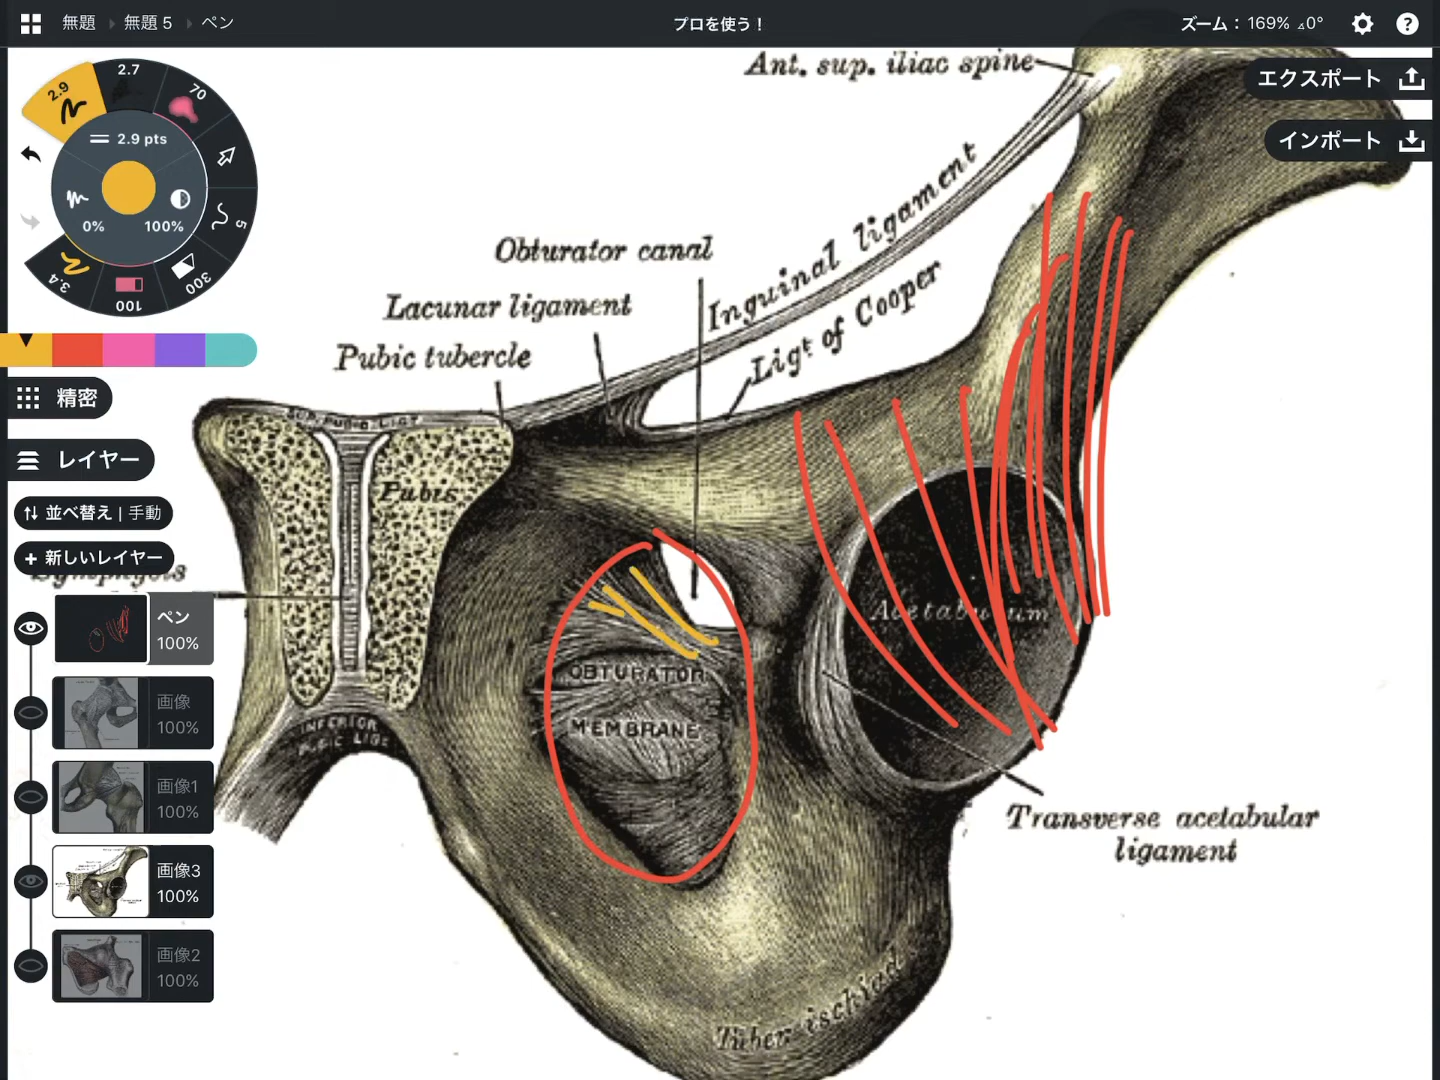 無題 無題 5 ペン
プロを使う！
ズーム： 169% ⊿0°
エクスポート
インポート
2.9
2.7
70
5
300
100
3.4
2.9 pts
0% 100%
精密
レイヤー
並べ替え | 手動
+ 新しいレイヤー
ペン
100%
画像
100%
画像1
100%
画像3
100%
画像2
100%
Ant. sup. iliac spine
Inguinal ligament
Obturator canal
Ligt. of Cooper
Lacunar ligament
Pubic tubercle
Pubis
Acetabulum
OBTURATOR
MEMBRANE
INFERIOR
Transverse acetabular
ligament
Tuber ischiad